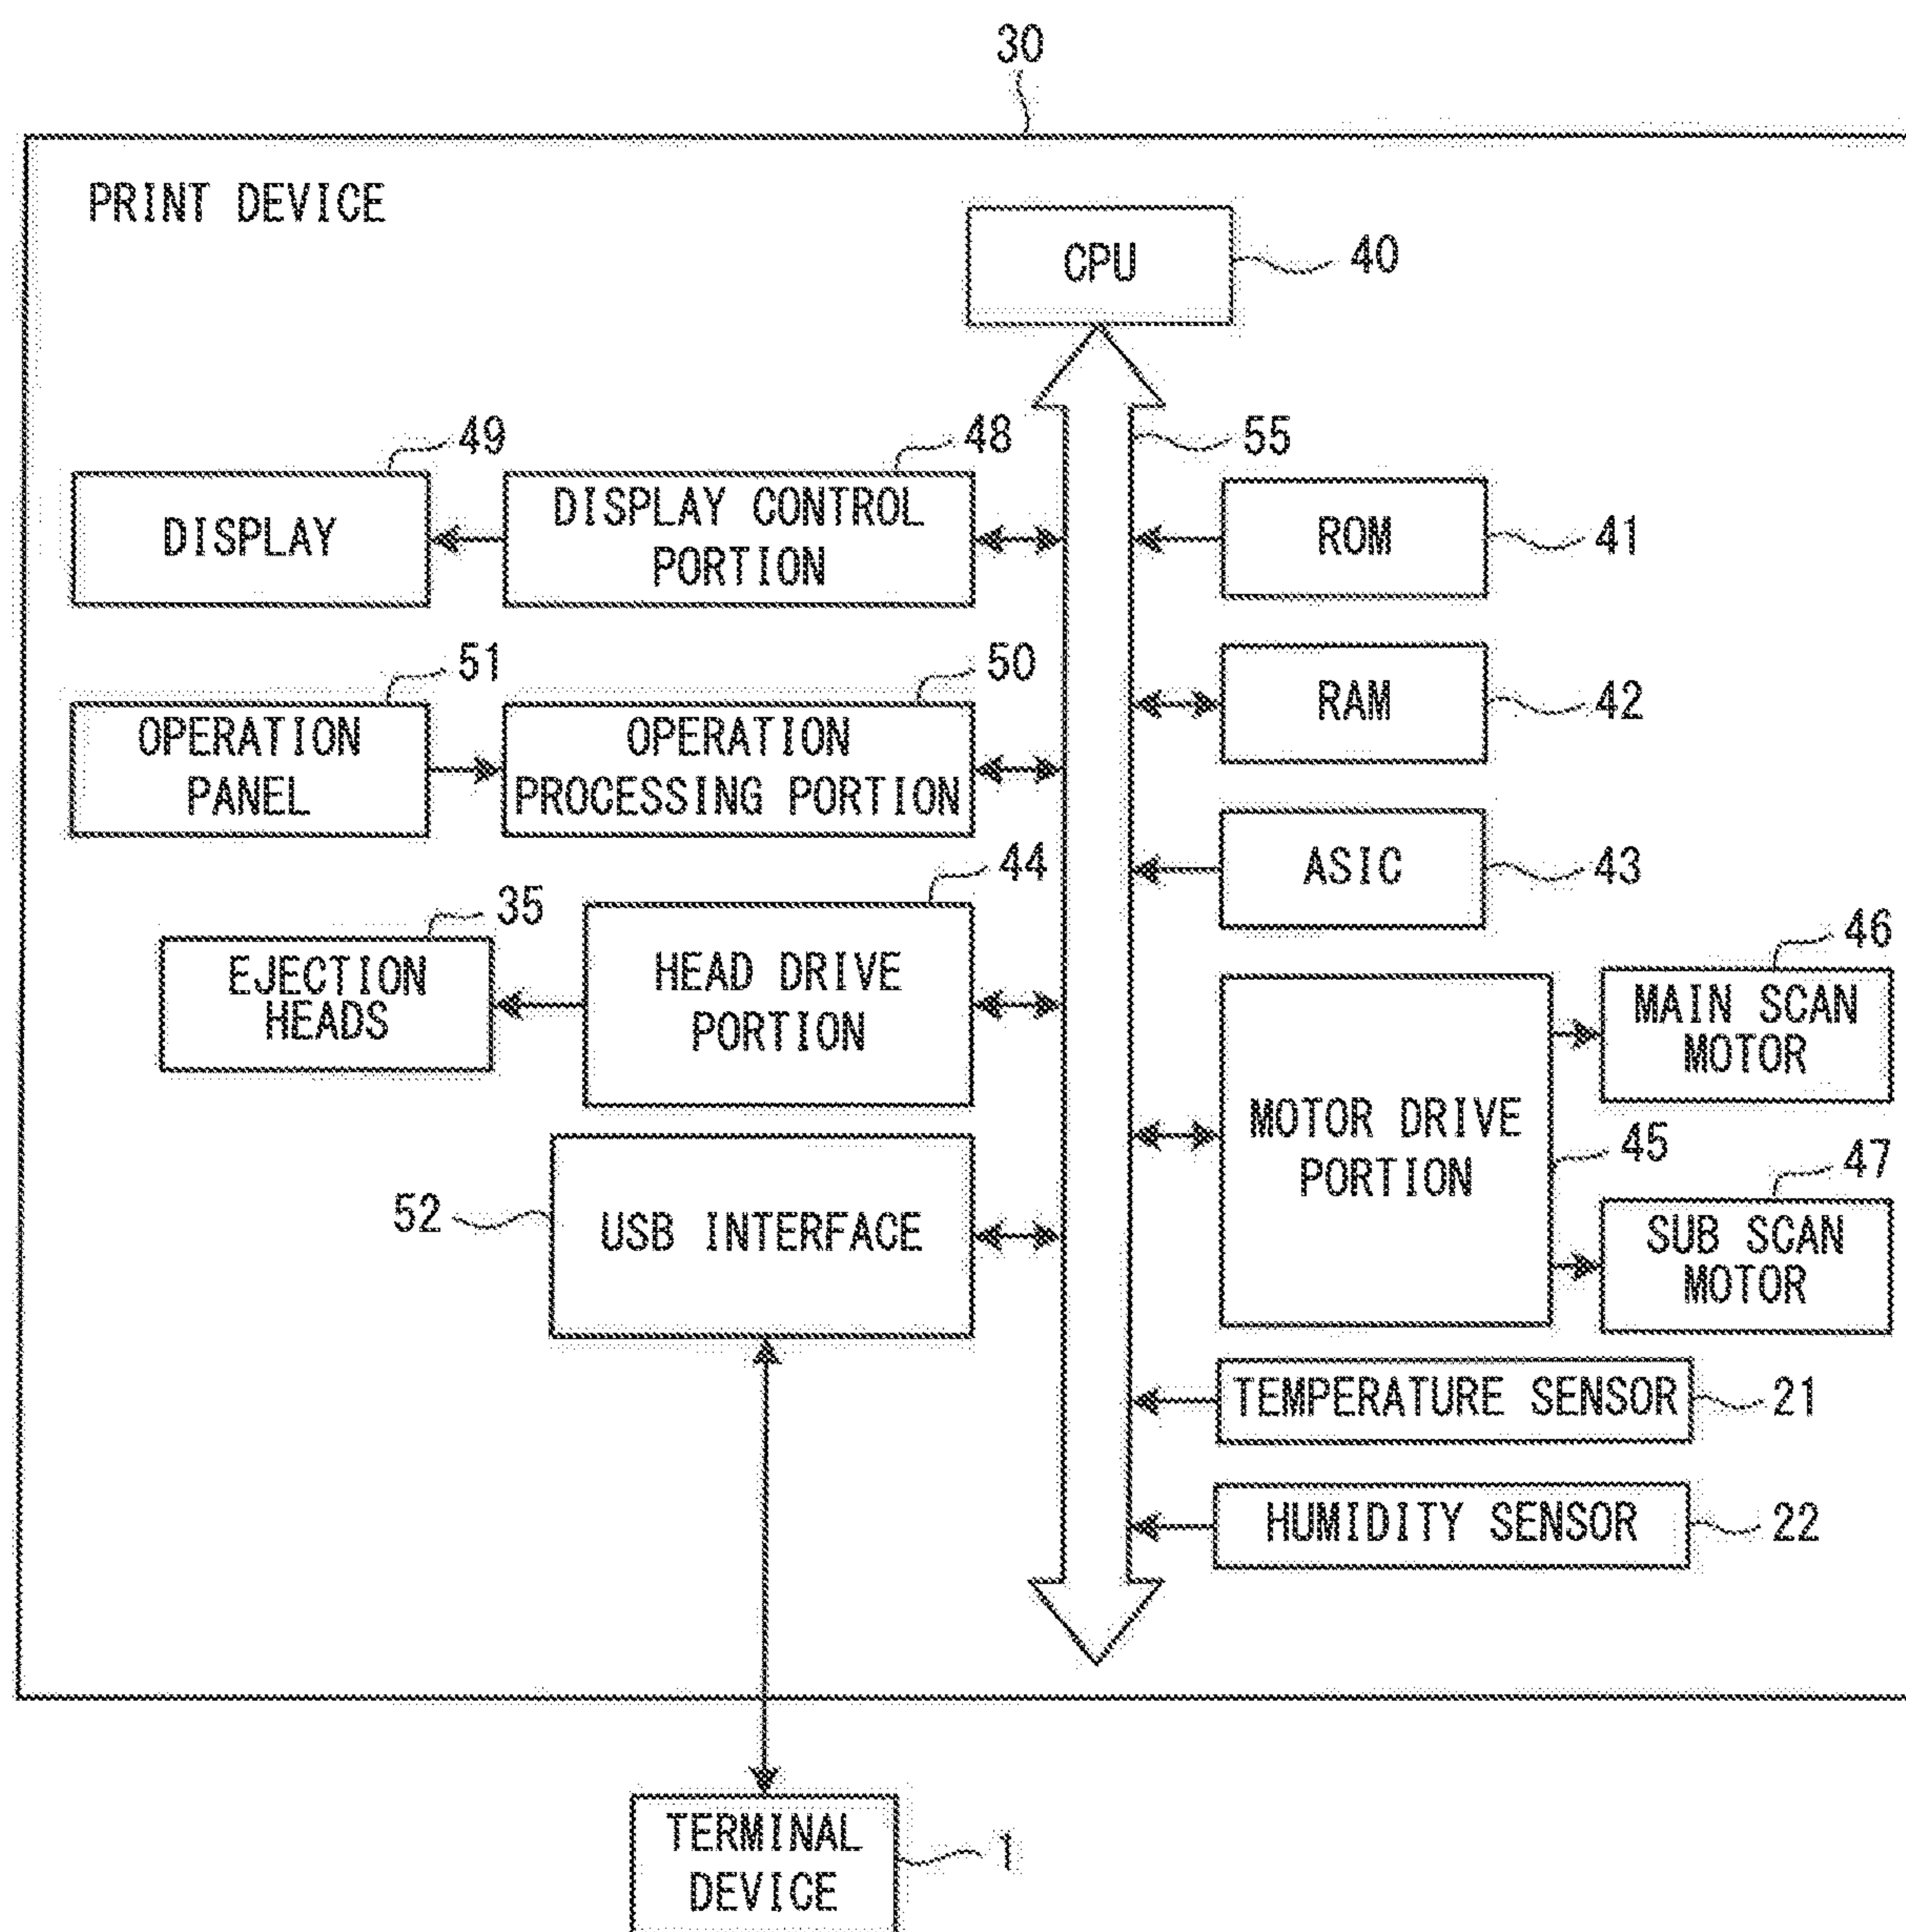 30
PRINT DEVICE
CPU
40
49
48
55
DISPLAY
DISPLAY CONTROL
PORTION
ROM
41
51
50
OPERATION
PANEL
OPERATION
PROCESSING PORTION
RAM
42
44
ASIC
43
35
EJECTION
HEADS
HEAD DRIVE
PORTION
46
MAIN SCAN
MOTOR
MOTOR DRIVE
PORTION
45
47
SUB SCAN
MOTOR
52
USB INTERFACE
TEMPERATURE SENSOR
21
HUMIDITY SENSOR
22
TERMINAL
DEVICE
1